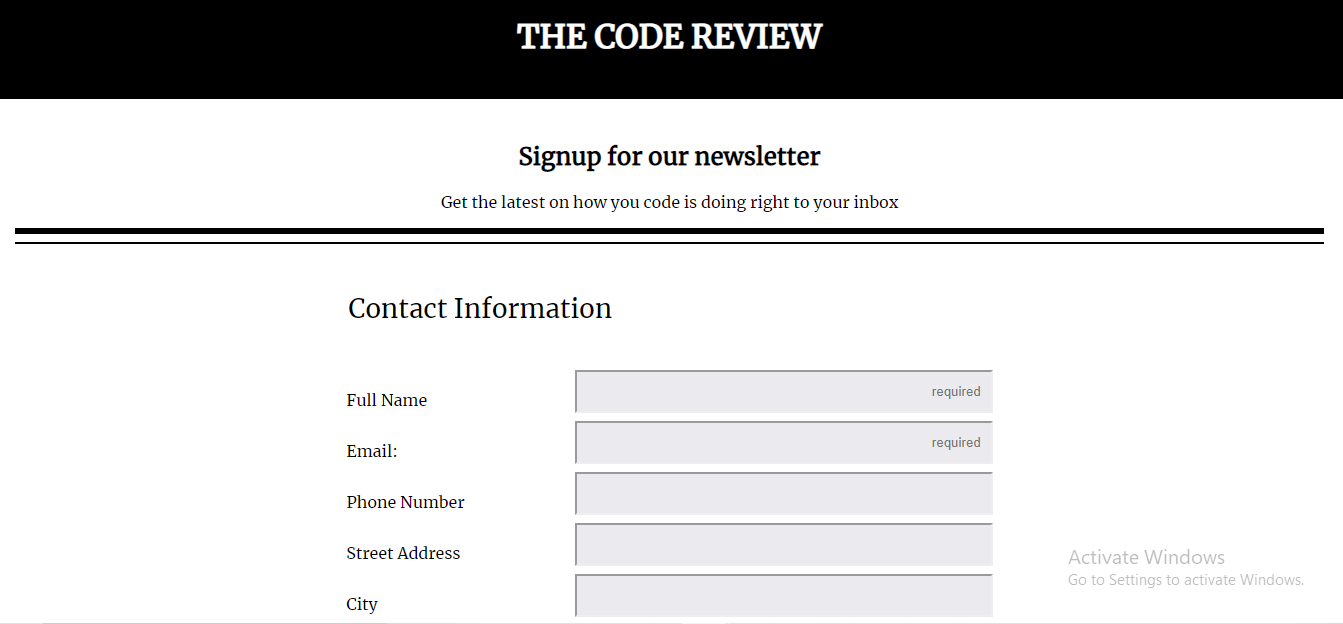 THE CODE REVIEW
Signup for our newsletter
Get the latest on how you code is doing right to your inbox
Contact Information
Full Name required
Email: required
Phone Number
Street Address
City
Activate Windows
Go to Settings to activate Windows.